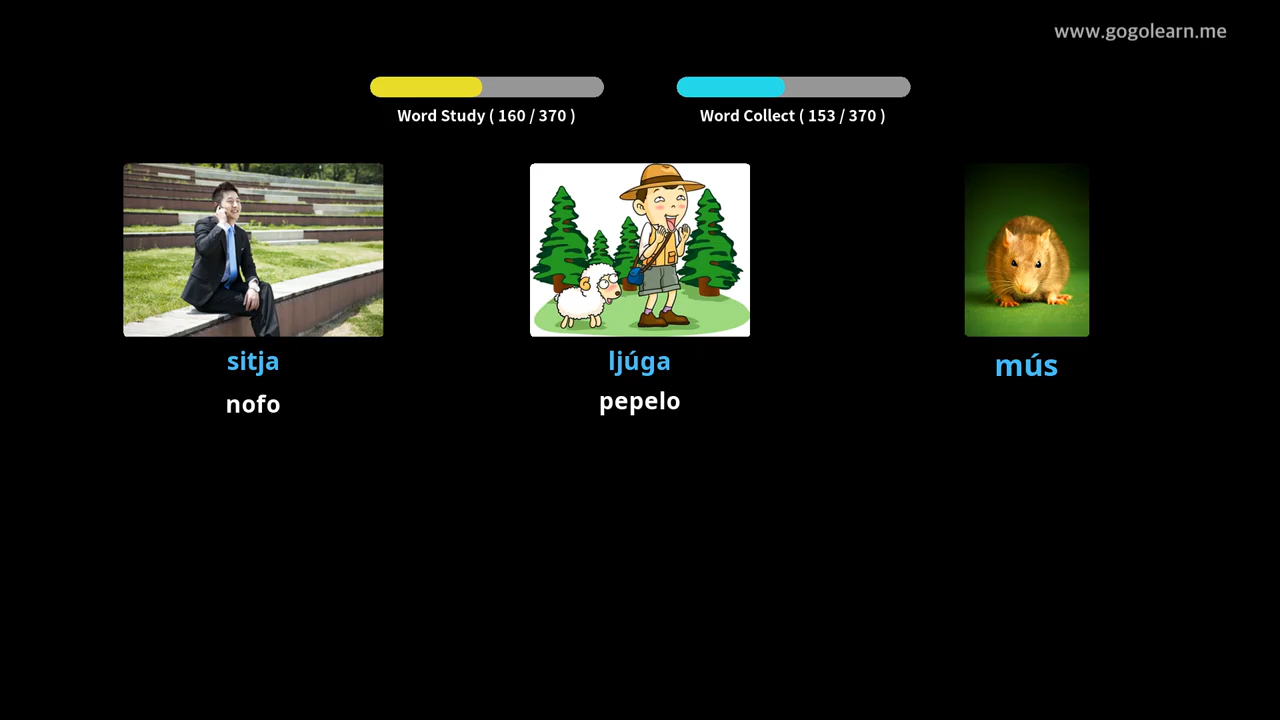 www.gogolearn.me
Word Study ( 160 / 370 )
Word Collect ( 153 / 370 )
sitja
nofo
ljúga
pepelo
mús